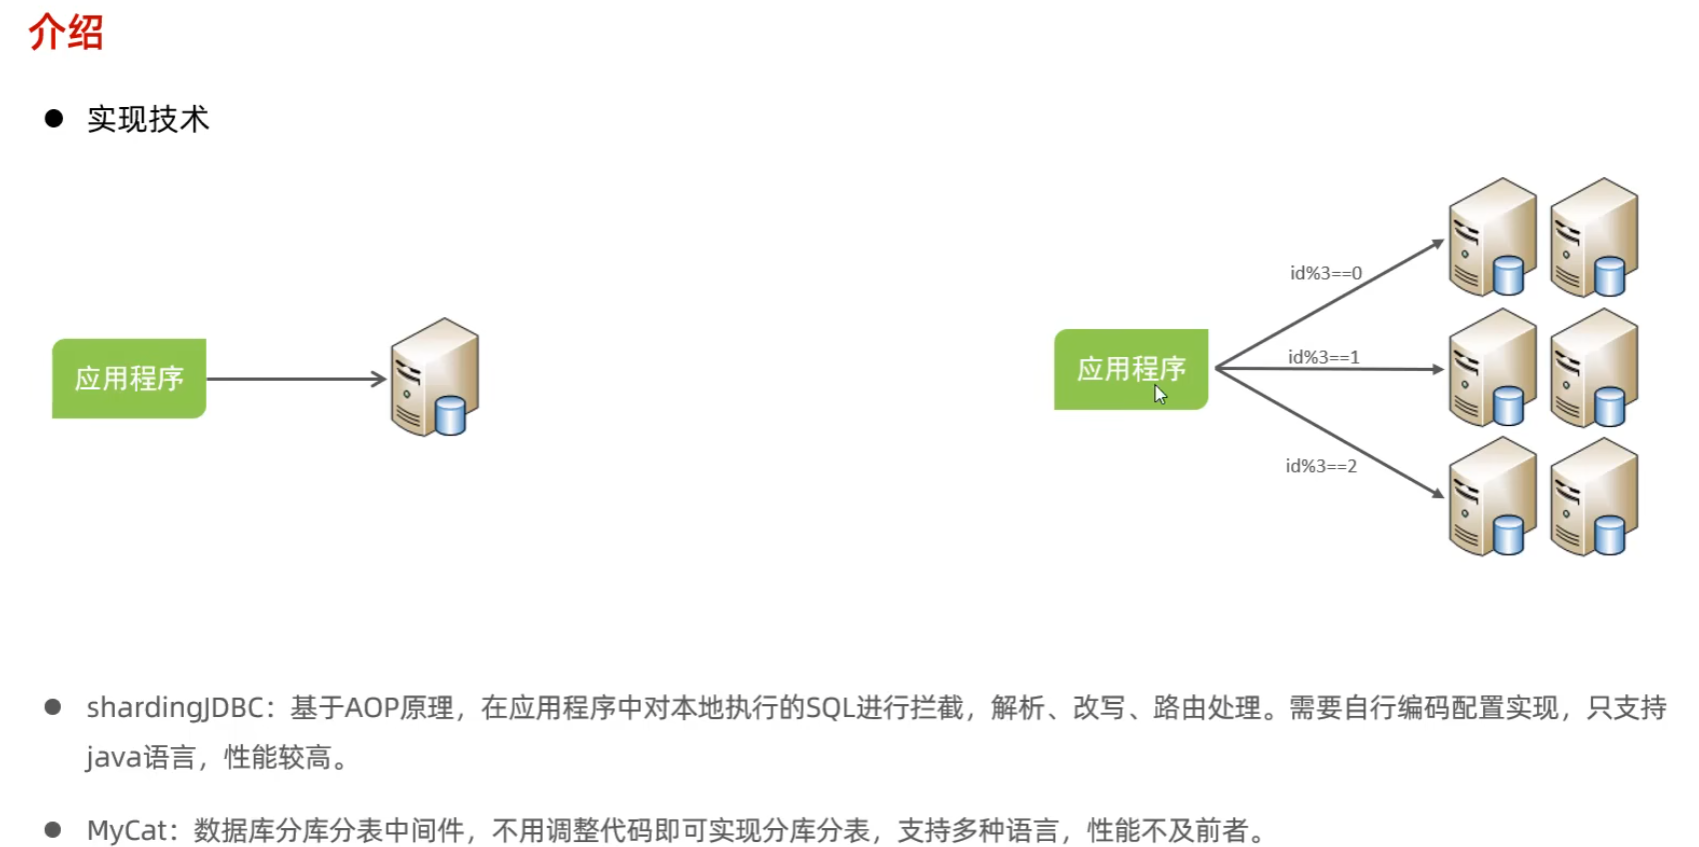 介绍
实现技术
应用程序
应用程序
id%3==0
id%3==1
id%3==2
shardingJDBC：基于AOP原理，在应用程序中对本地执行的SQL进行拦截，解析、改写、路由处理。需要自行编码配置实现，只支持
java语言，性能较高。
MyCat：数据库分库分表中间件，不用调整代码即可实现分库分表，支持多种语言，性能不及前者。